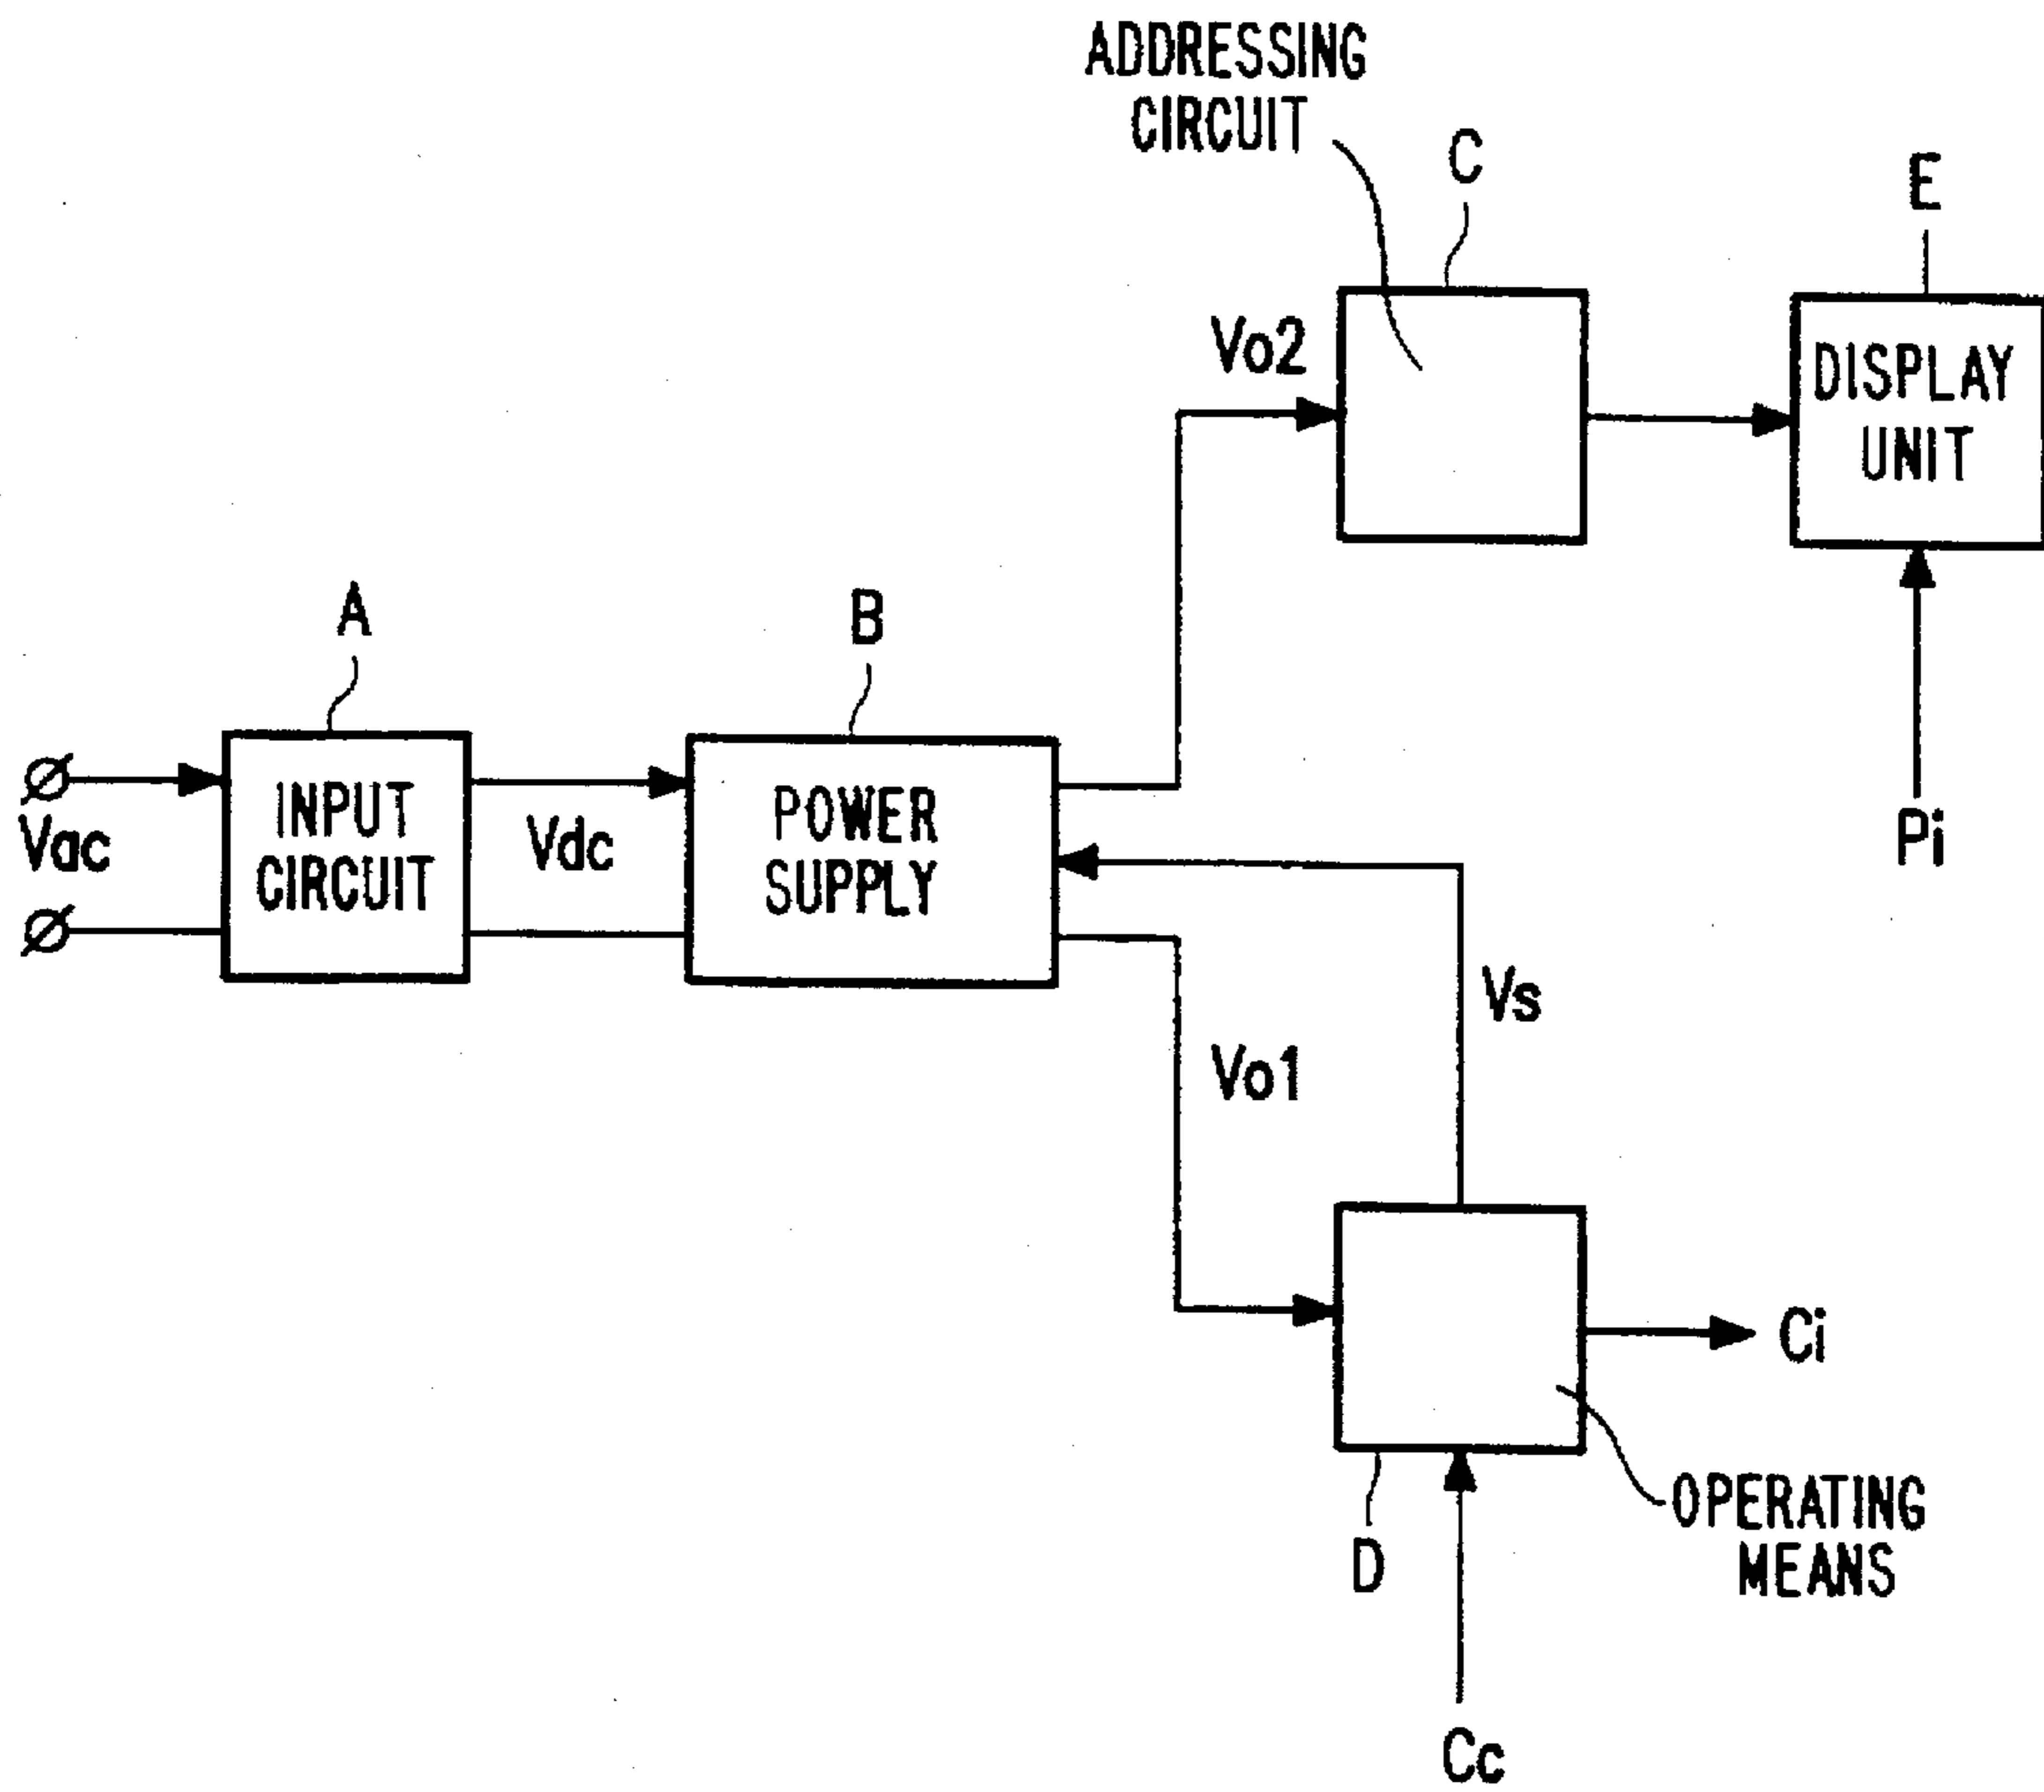 ADDRESSING
CIRCUIT
C
E
Vo2
DISPLAY
UNIT
A
B
Vac
INPUT
CIRCUIT
Vdc
POWER
SUPPLY
Pi
Vs
Vo1
Ci
D
OPERATING
MEANS
Cc